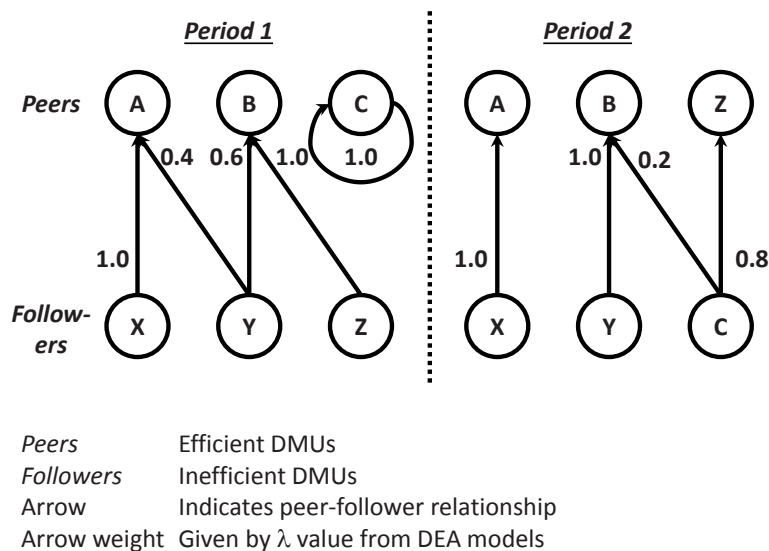 Period 1 Period 2
Peers A B C A B Z
0.4 0.6 1.0 1.0 1.0 0.2
1.0 1.0 0.8
Follow-
ers
X Y Z X Y C
Peers Efficient DMUs
Followers Inefficient DMUs
Arrow Indicates peer-follower relationship
Arrow weight Given by λ value from DEA models